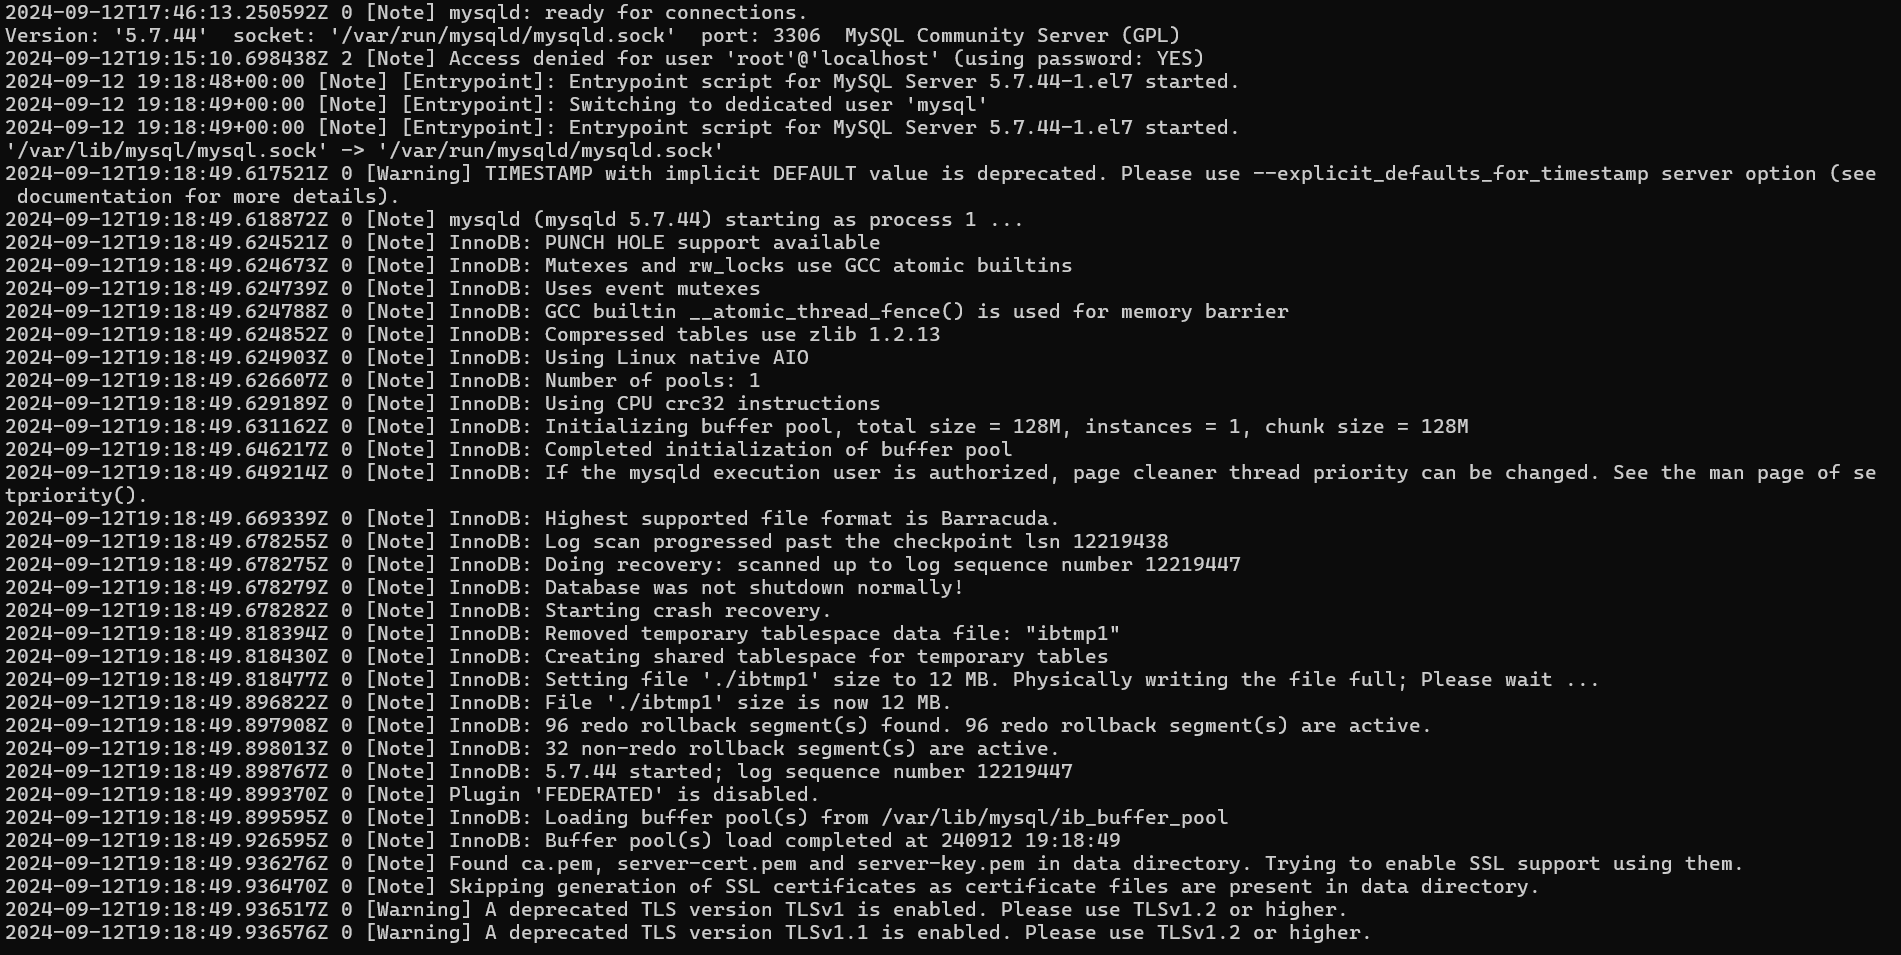 2024-09-12T17:46:13.250592Z 0 [Note] mysqld: ready for connections.
Version: '5.7.44'  socket: '/var/run/mysqld/mysqld.sock'  port: 3306  MySQL Community Server (GPL)
2024-09-12T19:15:10.698438Z 2 [Note] Access denied for user 'root'@'localhost' (using password: YES)
2024-09-12 19:18:48+00:00 [Note] [Entrypoint]: Entrypoint script for MySQL Server 5.7.44-1.el7 started.
2024-09-12 19:18:49+00:00 [Note] [Entrypoint]: Switching to dedicated user 'mysql'
2024-09-12 19:18:49+00:00 [Note] [Entrypoint]: Entrypoint script for MySQL Server 5.7.44-1.el7 started.
'/var/lib/mysql/mysql.sock' -> '/var/run/mysqld/mysqld.sock'
2024-09-12T19:18:49.617521Z 0 [Warning] TIMESTAMP with implicit DEFAULT value is deprecated. Please use --explicit_defaults_for_timestamp server option (see
 documentation for more details).
2024-09-12T19:18:49.618872Z 0 [Note] mysqld (mysqld 5.7.44) starting as process 1 ...
2024-09-12T19:18:49.624521Z 0 [Note] InnoDB: PUNCH HOLE support available
2024-09-12T19:18:49.624673Z 0 [Note] InnoDB: Mutexes and rw_locks use GCC atomic builtins
2024-09-12T19:18:49.624739Z 0 [Note] InnoDB: Uses event mutexes
2024-09-12T19:18:49.624788Z 0 [Note] InnoDB: GCC builtin __atomic_thread_fence() is used for memory barrier
2024-09-12T19:18:49.624852Z 0 [Note] InnoDB: Compressed tables use zlib 1.2.13
2024-09-12T19:18:49.624903Z 0 [Note] InnoDB: Using Linux native AIO
2024-09-12T19:18:49.626607Z 0 [Note] InnoDB: Number of pools: 1
2024-09-12T19:18:49.629189Z 0 [Note] InnoDB: Using CPU crc32 instructions
2024-09-12T19:18:49.631162Z 0 [Note] InnoDB: Initializing buffer pool, total size = 128M, instances = 1, chunk size = 128M
2024-09-12T19:18:49.646217Z 0 [Note] InnoDB: Completed initialization of buffer pool
2024-09-12T19:18:49.649214Z 0 [Note] InnoDB: If the mysqld execution user is authorized, page cleaner thread priority can be changed. See the man page of se
tpriority().
2024-09-12T19:18:49.669339Z 0 [Note] InnoDB: Highest supported file format is Barracuda.
2024-09-12T19:18:49.678255Z 0 [Note] InnoDB: Log scan progressed past the checkpoint lsn 12219438
2024-09-12T19:18:49.678275Z 0 [Note] InnoDB: Doing recovery: scanned up to log sequence number 12219447
2024-09-12T19:18:49.678279Z 0 [Note] InnoDB: Database was not shutdown normally!
2024-09-12T19:18:49.678282Z 0 [Note] InnoDB: Starting crash recovery.
2024-09-12T19:18:49.818394Z 0 [Note] InnoDB: Removed temporary tablespace data file: "ibtmp1"
2024-09-12T19:18:49.818430Z 0 [Note] InnoDB: Creating shared tablespace for temporary tables
2024-09-12T19:18:49.818477Z 0 [Note] InnoDB: Setting file './ibtmp1' size to 12 MB. Physically writing the file full; Please wait ...
2024-09-12T19:18:49.896822Z 0 [Note] InnoDB: File './ibtmp1' size is now 12 MB.
2024-09-12T19:18:49.897908Z 0 [Note] InnoDB: 96 redo rollback segment(s) found. 96 redo rollback segment(s) are active.
2024-09-12T19:18:49.898013Z 0 [Note] InnoDB: 32 non-redo rollback segment(s) are active.
2024-09-12T19:18:49.898767Z 0 [Note] InnoDB: 5.7.44 started; log sequence number 12219447
2024-09-12T19:18:49.899370Z 0 [Note] Plugin 'FEDERATED' is disabled.
2024-09-12T19:18:49.899595Z 0 [Note] InnoDB: Loading buffer pool(s) from /var/lib/mysql/ib_buffer_pool
2024-09-12T19:18:49.926595Z 0 [Note] InnoDB: Buffer pool(s) load completed at 240912 19:18:49
2024-09-12T19:18:49.936276Z 0 [Note] Found ca.pem, server-cert.pem and server-key.pem in data directory. Trying to enable SSL support using them.
2024-09-12T19:18:49.936470Z 0 [Note] Skipping generation of SSL certificates as certificate files are present in data directory.
2024-09-12T19:18:49.936517Z 0 [Warning] A deprecated TLS version TLSv1 is enabled. Please use TLSv1.2 or higher.
2024-09-12T19:18:49.936576Z 0 [Warning] A deprecated TLS version TLSv1.1 is enabled. Please use TLSv1.2 or higher.